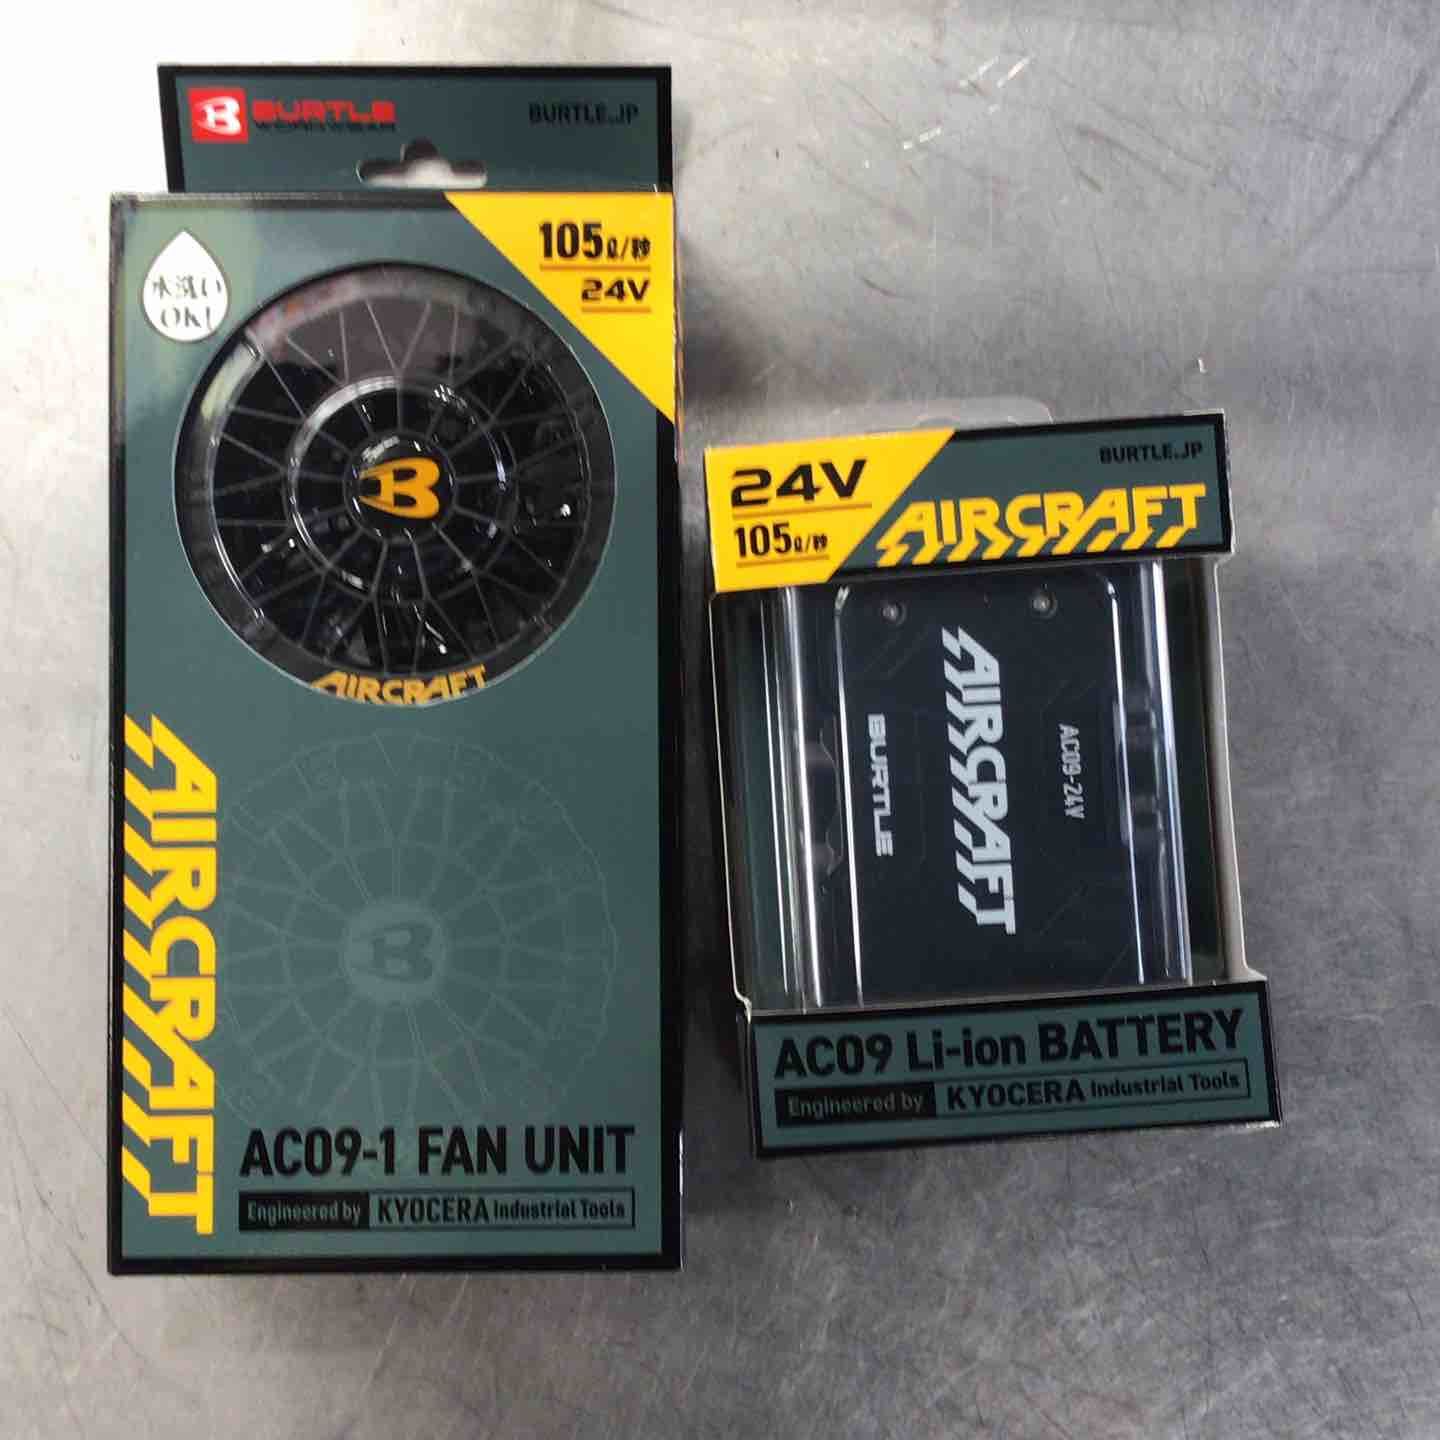 BURTLE
WORKWEAR
BURTLE.JP
105ℓ/秒
24V
水洗い
OK!
B
AIRCRAFT
AIRCRAFT
B
AC09-1 FAN UNIT
Engineered by KYOCERA Industrial Tools
24V
105ℓ/秒
BURTLE.JP
AIRCRAFT
AC09-24V
AIRCRAFT
BURTLE
AC09 Li-ion BATTERY
Engineered by KYOCERA Industrial Tools